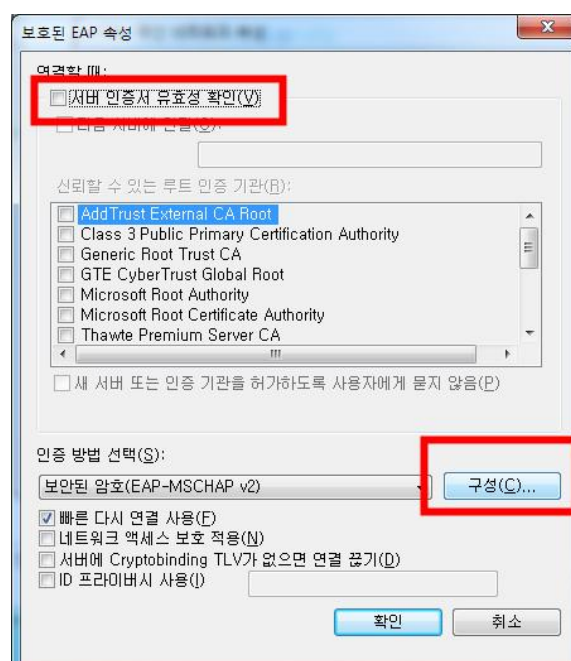 보호된 EAP 속성
연결할 때:
서버 인증서 유효성 확인(V)
다음 서버에 연결(O):
신뢰할 수 있는 루트 인증 기관(R):
AddTrust External CA Root
Class 3 Public Primary Certification Authority
Generic Root Trust CA
GTE CyberTrust Global Root
Microsoft Root Authority
Microsoft Root Certificate Authority
Thawte Premium Server CA
새 서버 또는 인증 기관을 허가하도록 사용자에게 묻지 않음(P)
인증 방법 선택(S):
보안된 암호(EAP-MSCHAP v2) 구성(C)...
빠른 다시 연결 사용(F)
네트워크 액세스 보호 적용(N)
서버에 Cryptobinding TLV가 없으면 연결 끊기(D)
ID 프라이버시 사용(I)
확인 취소